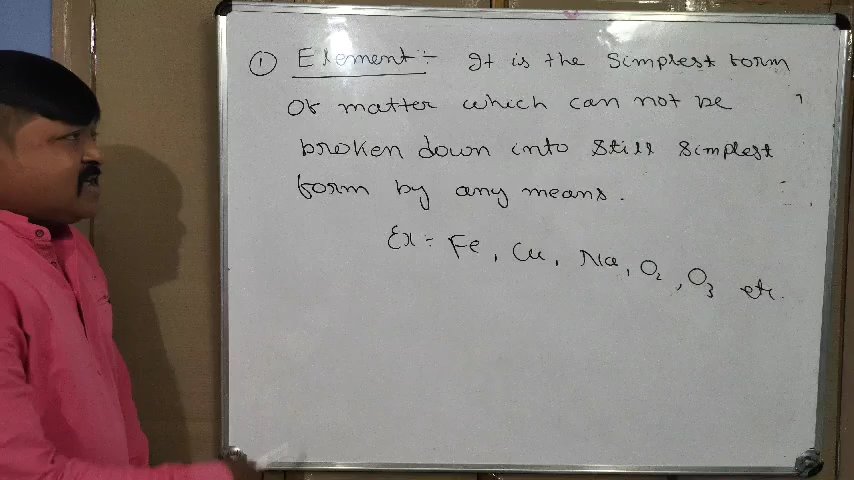 ① Element :- It is the simplest form
of matter which can not be
broken down into still simplest
form by any means.
Ex :- Fe, Cu, Na, O₂, O₃ etc.